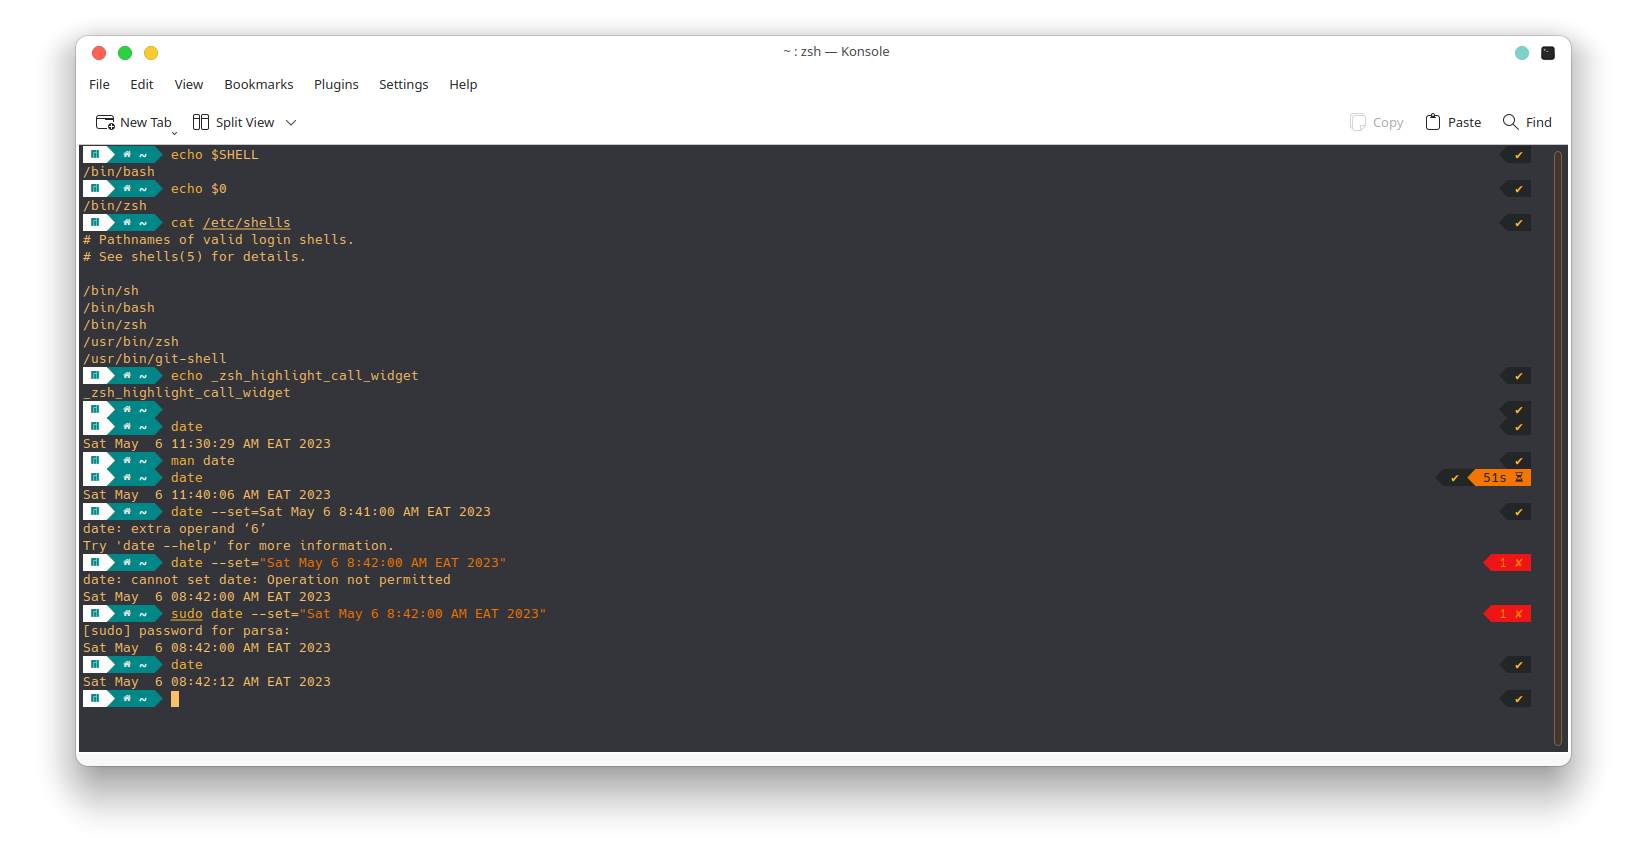 ~ : zsh — Konsole
File Edit View Bookmarks Plugins Settings Help
New Tab Split View Copy Paste Find
~ echo $SHELL ✔
/bin/bash
~ echo $0 ✔
/bin/zsh
~ cat /etc/shells ✔
# Pathnames of valid login shells.
# See shells(5) for details.
/bin/sh
/bin/bash
/bin/zsh
/usr/bin/zsh
/usr/bin/git-shell
~ echo _zsh_highlight_call_widget ✔
_zsh_highlight_call_widget
~ ✔
~ date ✔
Sat May  6 11:30:29 AM EAT 2023
~ man date ✔
~ date ✔ 51s
Sat May  6 11:40:06 AM EAT 2023
~ date --set=Sat May 6 8:41:00 AM EAT 2023 ✔
date: extra operand ‘6’
Try 'date --help' for more information.
~ date --set="Sat May 6 8:42:00 AM EAT 2023" 1 ✘
date: cannot set date: Operation not permitted
Sat May  6 08:42:00 AM EAT 2023
~ sudo date --set="Sat May 6 8:42:00 AM EAT 2023" 1 ✘
[sudo] password for parsa:
Sat May  6 08:42:00 AM EAT 2023
~ date ✔
Sat May  6 08:42:12 AM EAT 2023
~ ✔